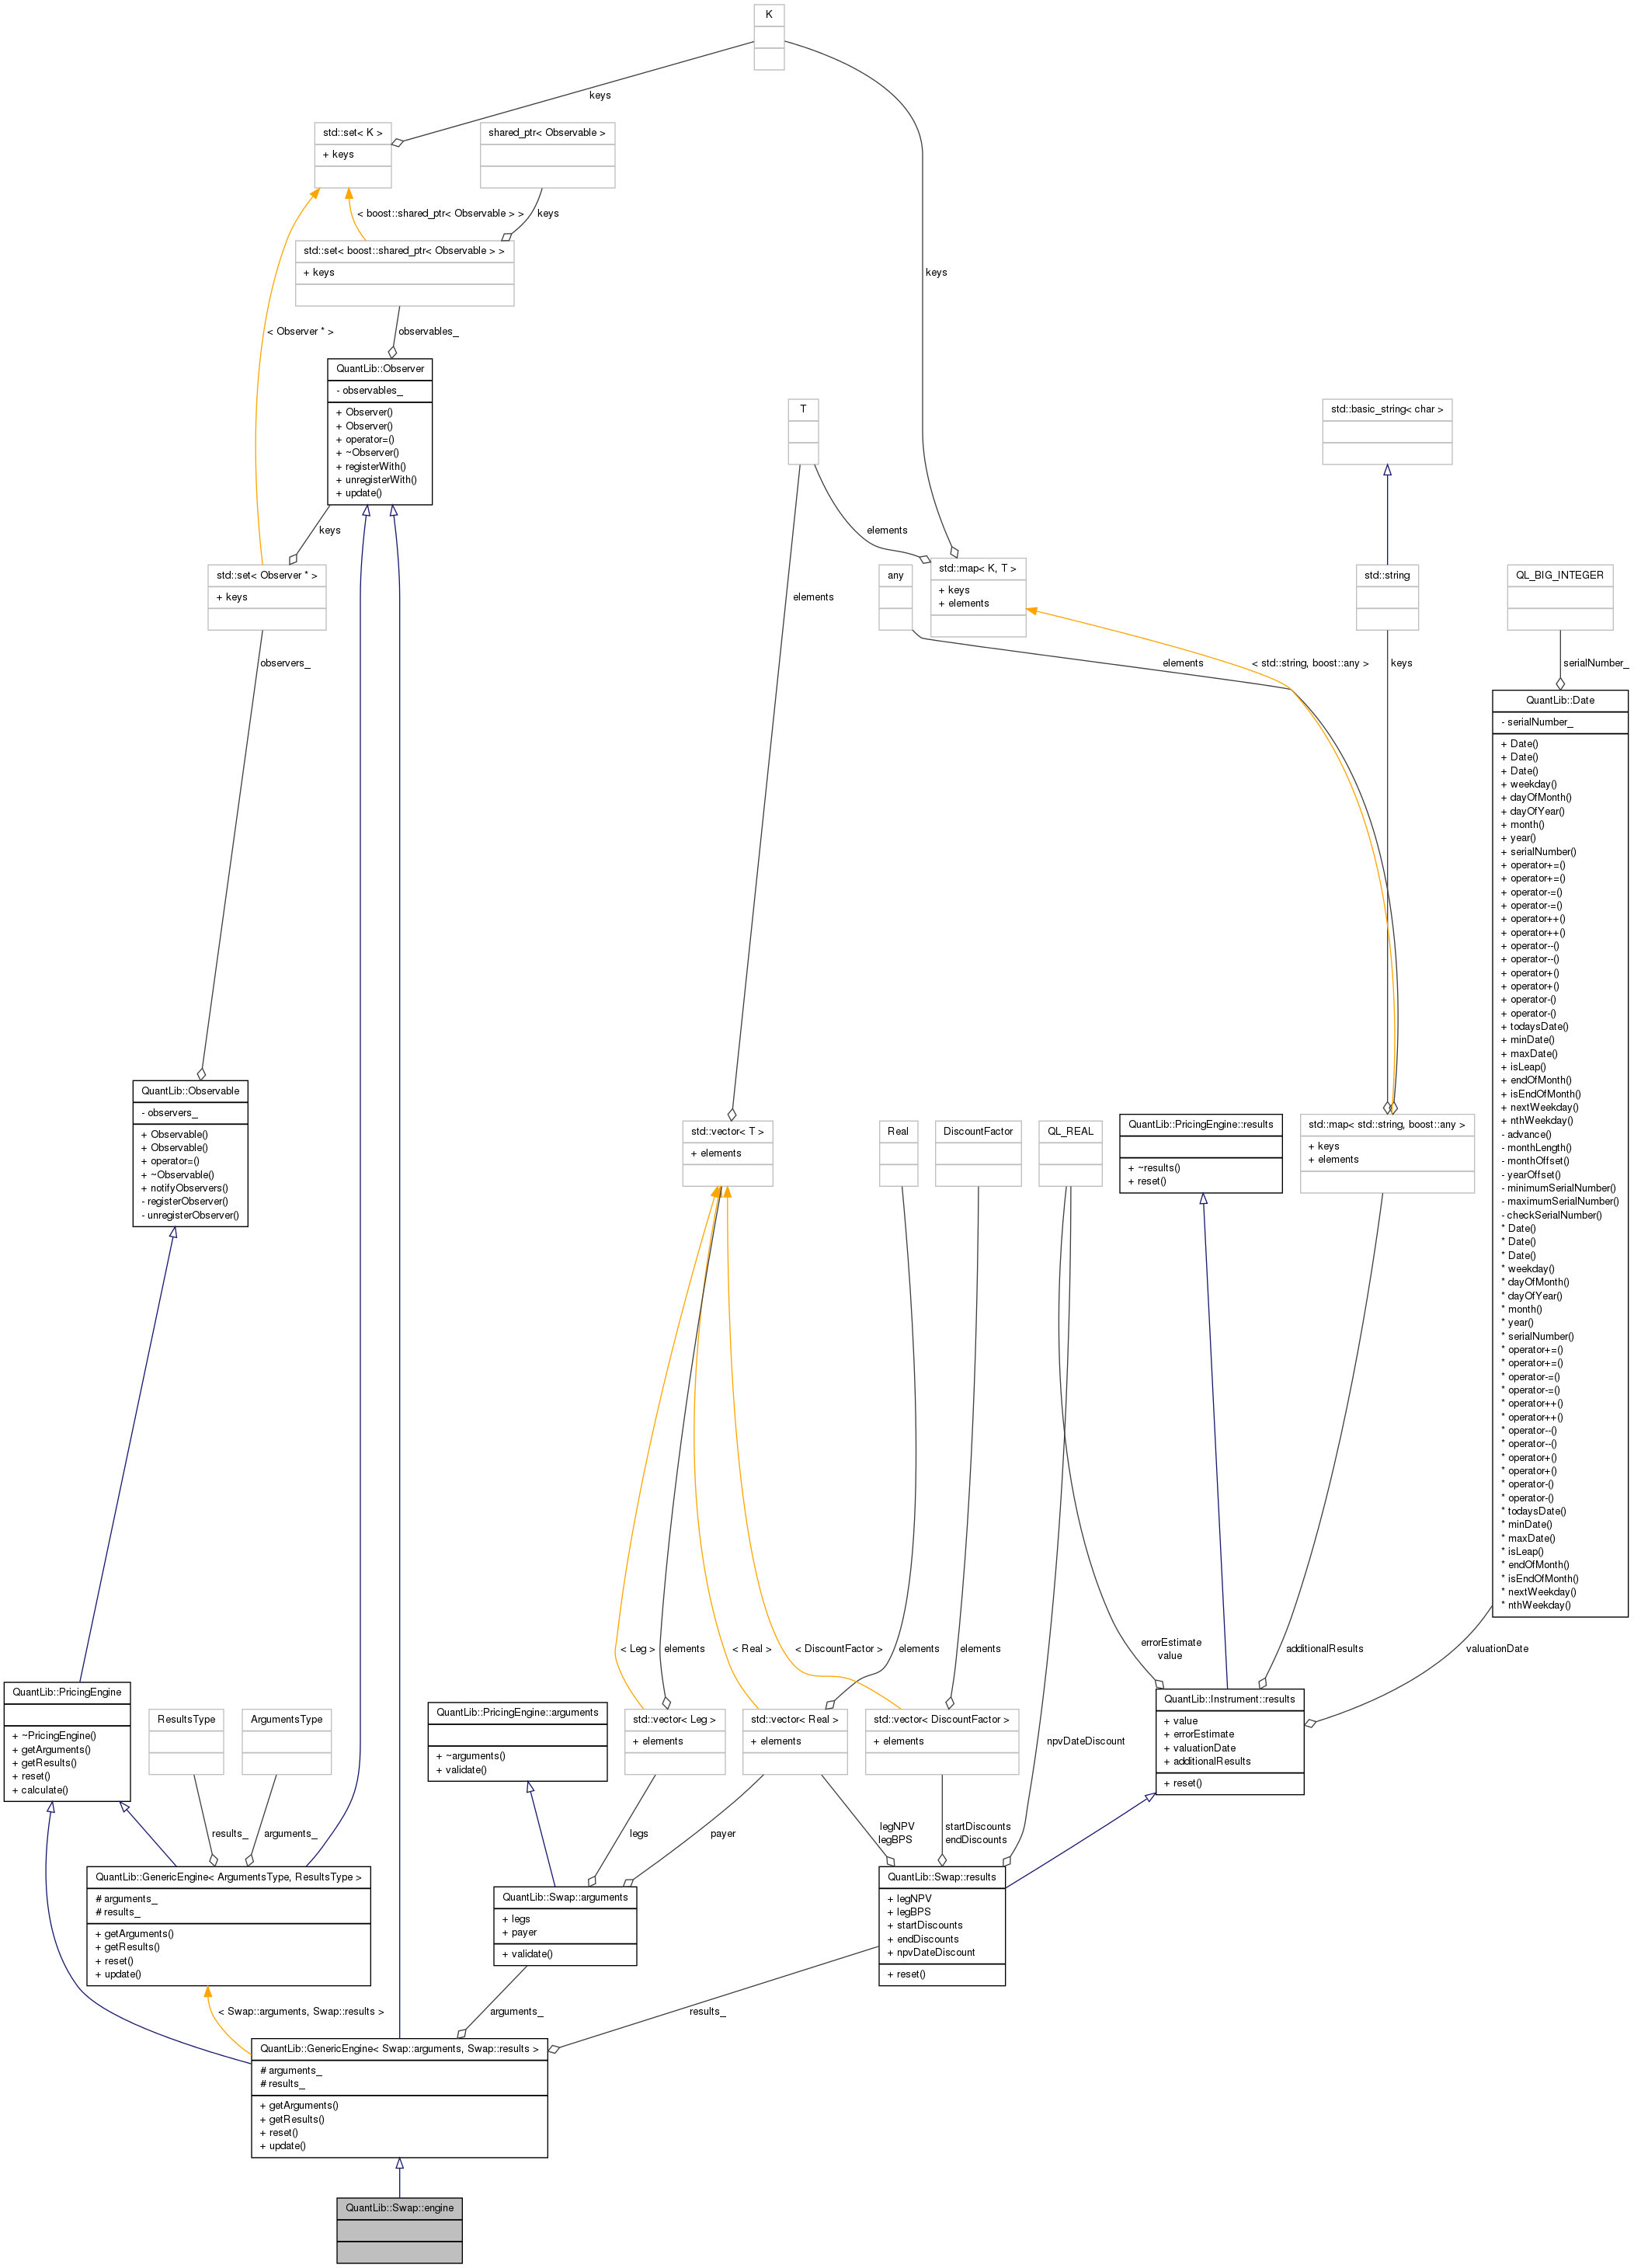 K
keys
std::set< K >
+ keys
shared_ptr< Observable >
< boost::shared_ptr< Observable > >
keys
std::set< boost::shared_ptr< Observable > >
+ keys
keys
< Observer * >
observables_
QuantLib::Observer
- observables_
+ Observer()
+ Observer()
+ operator=()
+ ~Observer()
+ registerWith()
+ unregisterWith()
+ update()
T
std::basic_string< char >
keys
elements
std::set< Observer * >
+ keys
any
std::map< K, T >
+ keys
+ elements
std::string
QL_BIG_INTEGER
elements
observers_
elements
< std::string, boost::any >
keys
serialNumber_
QuantLib::Date
- serialNumber_
+ Date()
+ Date()
+ Date()
+ weekday()
+ dayOfMonth()
+ dayOfYear()
+ month()
+ year()
+ serialNumber()
+ operator+=()
+ operator+=()
+ operator-=()
+ operator-=()
+ operator++()
+ operator++()
+ operator--()
+ operator--()
+ operator+()
+ operator+()
+ operator-()
+ operator-()
+ todaysDate()
+ minDate()
+ maxDate()
+ isLeap()
+ endOfMonth()
+ isEndOfMonth()
+ nextWeekday()
+ nthWeekday()
- advance()
- monthLength()
- monthOffset()
- yearOffset()
- minimumSerialNumber()
- maximumSerialNumber()
- checkSerialNumber()
* Date()
* Date()
* Date()
* weekday()
* dayOfMonth()
* dayOfYear()
* month()
* year()
* serialNumber()
* operator+=()
* operator+=()
* operator-=()
* operator-=()
* operator++()
* operator++()
* operator--()
* operator--()
* operator+()
* operator+()
* operator-()
* operator-()
* todaysDate()
* minDate()
* maxDate()
* isLeap()
* endOfMonth()
* isEndOfMonth()
* nextWeekday()
* nthWeekday()
QuantLib::Observable
- observers_
+ Observable()
+ Observable()
+ operator=()
+ ~Observable()
+ notifyObservers()
- registerObserver()
- unregisterObserver()
std::vector< T >
+ elements
Real
DiscountFactor
QL_REAL
QuantLib::PricingEngine::results
+ ~results()
+ reset()
std::map< std::string, boost::any >
+ keys
+ elements
< Leg >
elements
< Real >
< DiscountFactor >
elements
elements
errorEstimate
value
additionalResults
valuationDate
QuantLib::PricingEngine
+ ~PricingEngine()
+ getArguments()
+ getResults()
+ reset()
+ calculate()
ResultsType
ArgumentsType
QuantLib::PricingEngine::arguments
+ ~arguments()
+ validate()
std::vector< Leg >
+ elements
std::vector< Real >
+ elements
std::vector< DiscountFactor >
+ elements
npvDateDiscount
QuantLib::Instrument::results
+ value
+ errorEstimate
+ valuationDate
+ additionalResults
+ reset()
results_
arguments_
legs
payer
legNPV
legBPS
startDiscounts
endDiscounts
QuantLib::GenericEngine< ArgumentsType, ResultsType >
# arguments_
# results_
+ getArguments()
+ getResults()
+ reset()
+ update()
QuantLib::Swap::arguments
+ legs
+ payer
+ validate()
QuantLib::Swap::results
+ legNPV
+ legBPS
+ startDiscounts
+ endDiscounts
+ npvDateDiscount
+ reset()
< Swap::arguments, Swap::results >
arguments_
results_
QuantLib::GenericEngine< Swap::arguments, Swap::results >
# arguments_
# results_
+ getArguments()
+ getResults()
+ reset()
+ update()
QuantLib::Swap::engine